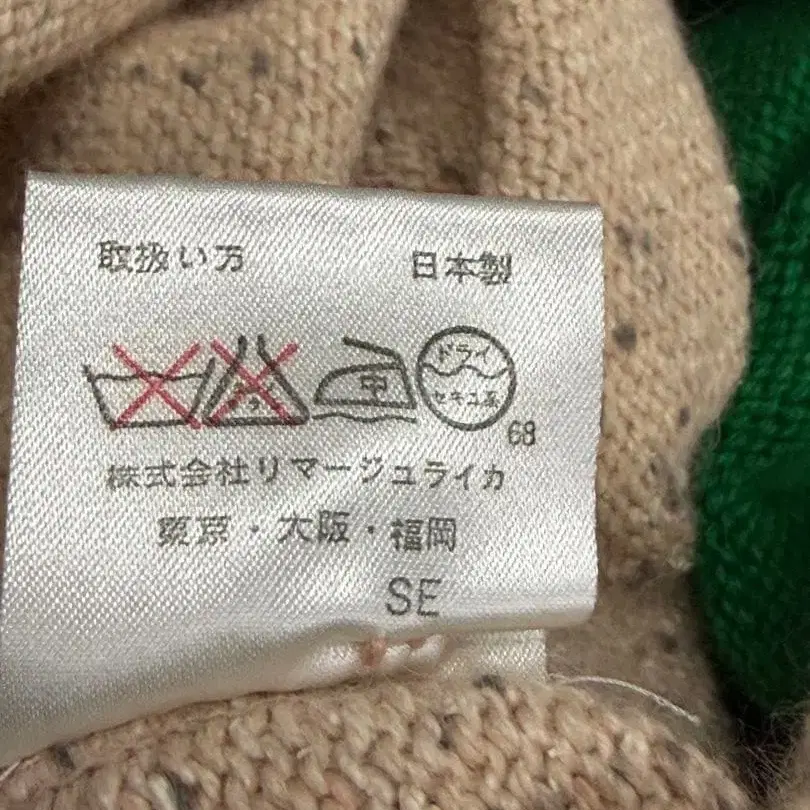 取扱い方 日本製
中 ドライ
セキユ系
68
株式会社リマージュライカ
東京・大阪・福岡
SE